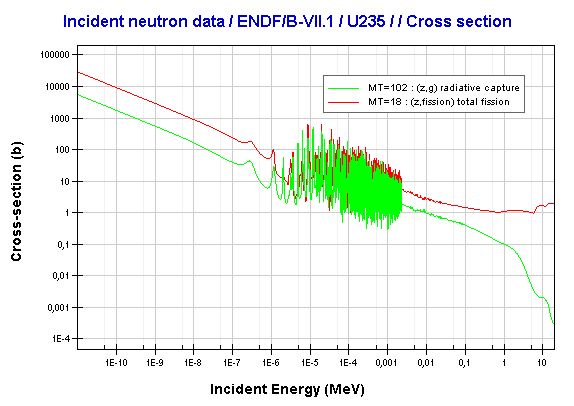 Incident neutron data / ENDF/B-VII.1 / U235 / / Cross section
MT=102 : (z,g) radiative capture
MT=18 : (z,fission) total fission
Cross-section (b)
100000
10000
1000
100
10
1
0,1
0,01
0,001
1E-4
1E-10
1E-9
1E-8
1E-7
1E-6
1E-5
1E-4
0,001
0,01
0,1
1
10
Incident Energy (MeV)